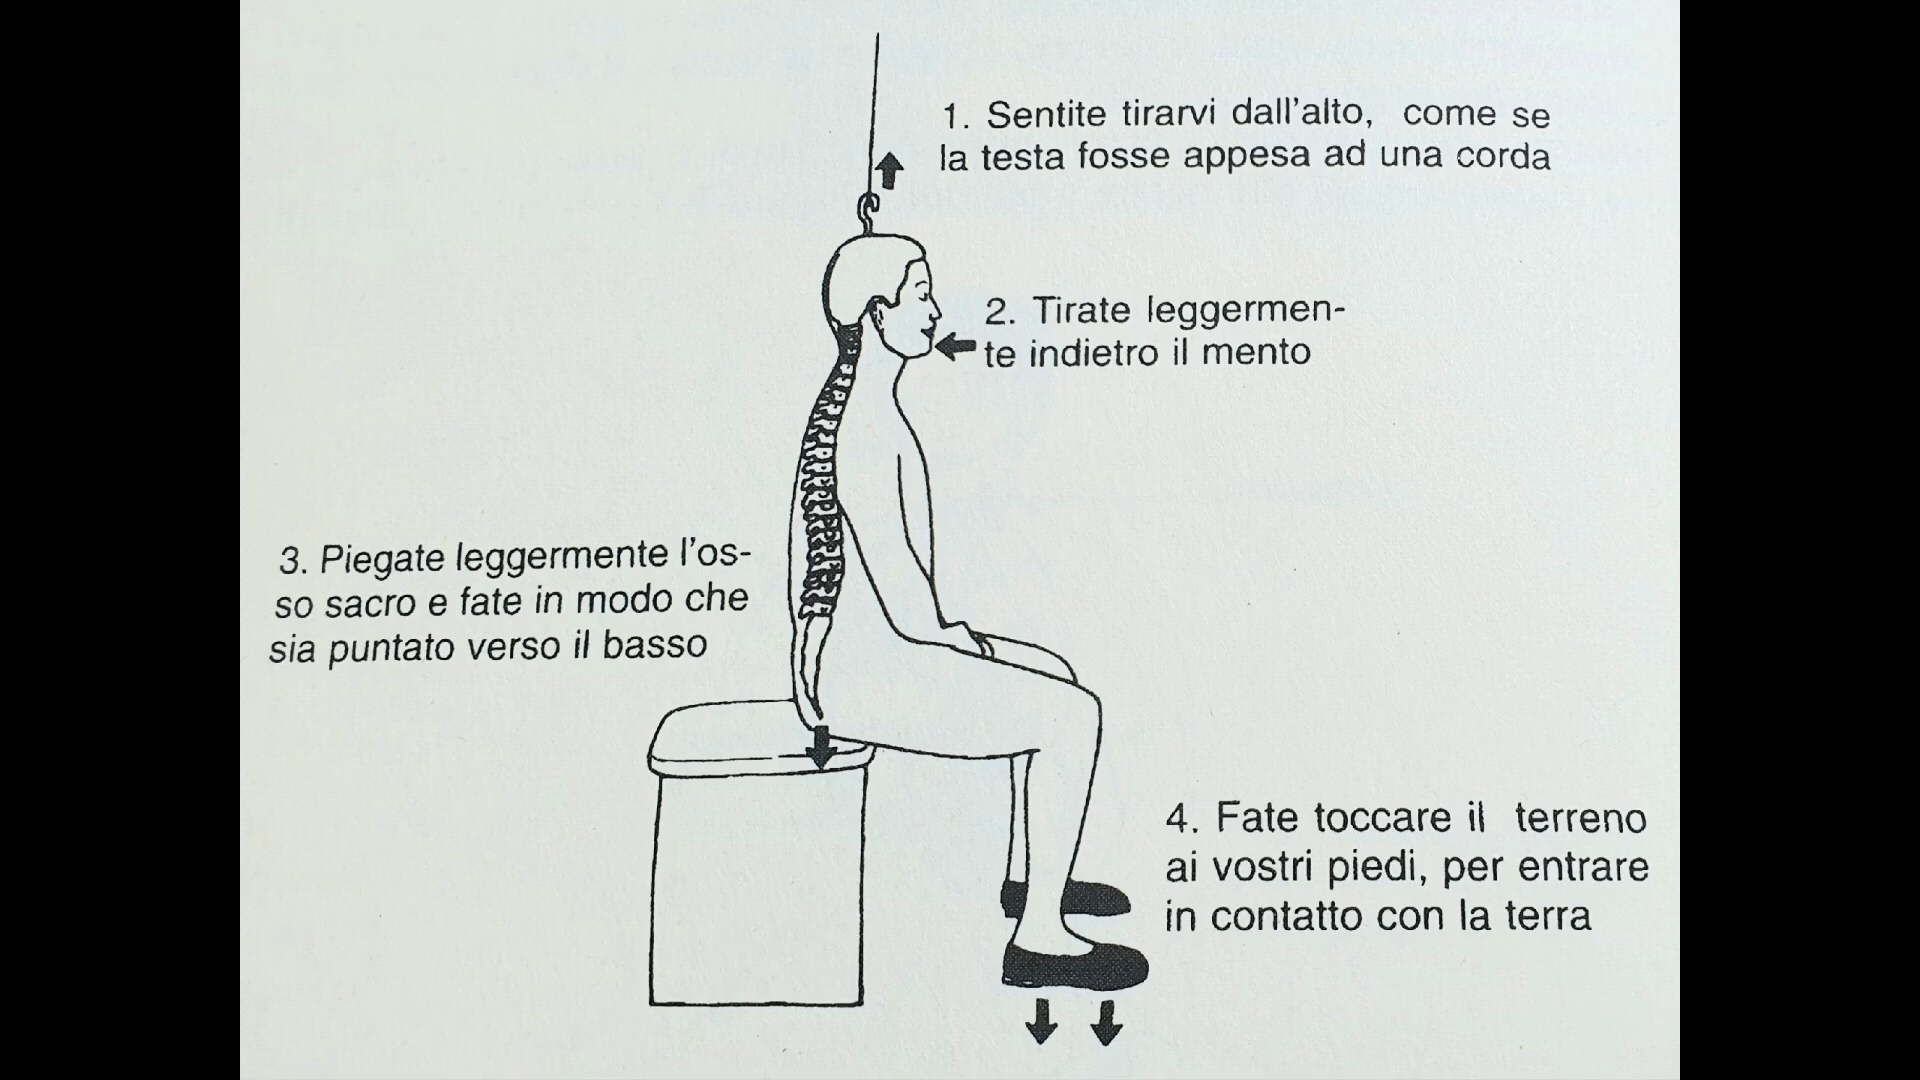 1. Sentite tirarvi dall'alto, come se
la testa fosse appesa ad una corda
2. Tirate leggermen-
te indietro il mento
3. Piegate leggermente l'os-
so sacro e fate in modo che
sia puntato verso il basso
4. Fate toccare il terreno
ai vostri piedi, per entrare
in contatto con la terra